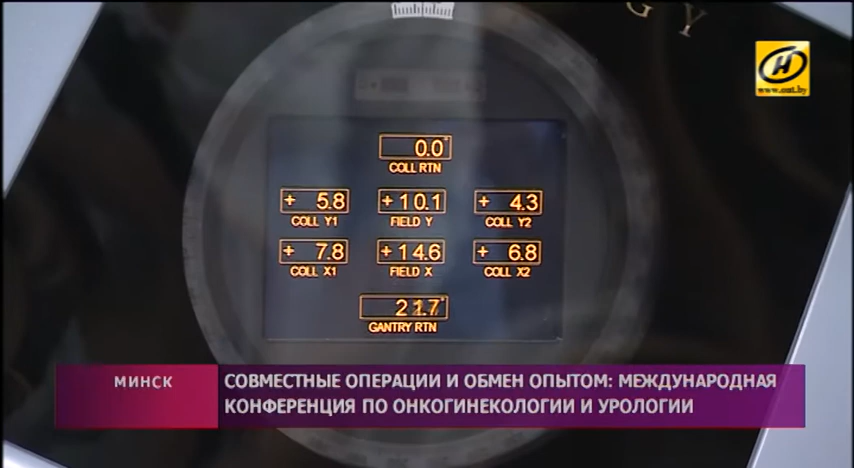 G Y
www.ont.by
0.0°
COLL RTN
+ 5.8 +10.1 + 4.3
COLL Y1 FIELD Y COLL Y2
+ 7.8 +14.6 + 6.8
COLL X1 FIELD X COLL X2
GANTRY RTN
МИНСК
СОВМЕСТНЫЕ ОПЕРАЦИИ И ОБМЕН ОПЫТОМ: МЕЖДУНАРОДНАЯ
КОНФЕРЕНЦИЯ ПО ОНКОГИНЕКОЛОГИИ И УРОЛОГИИ